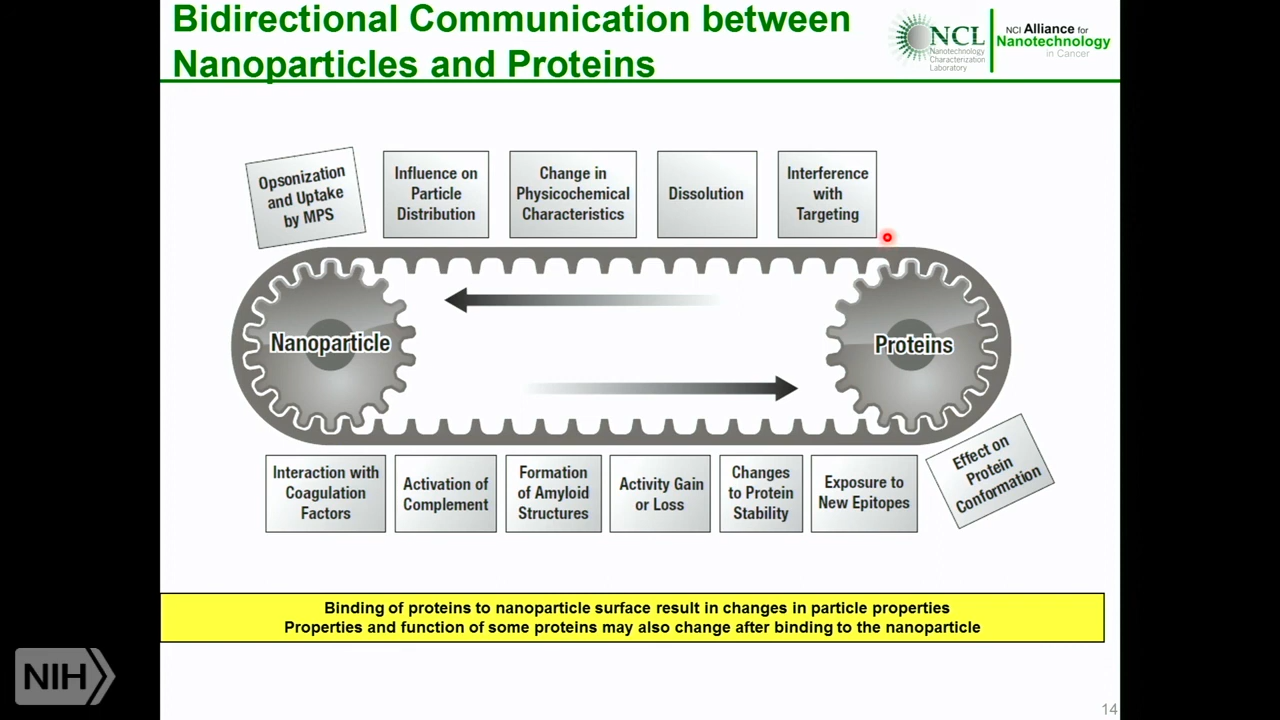 Bidirectional Communication between
Nanoparticles and Proteins
NCL
Nanotechnology
Characterization
Laboratory
NCI Alliance for
Nanotechnology
in Cancer
Opsonization
and Uptake
by MPS
Influence on
Particle
Distribution
Change in
Physicochemical
Characteristics
Dissolution
Interference
with
Targeting
Nanoparticle
Proteins
Interaction with
Coagulation
Factors
Activation of
Complement
Formation
of Amyloid
Structures
Activity Gain
or Loss
Changes
to Protein
Stability
Exposure to
New Epitopes
Effect on
Protein
Conformation
Binding of proteins to nanoparticle surface result in changes in particle properties
Properties and function of some proteins may also change after binding to the nanoparticle
NIH
14